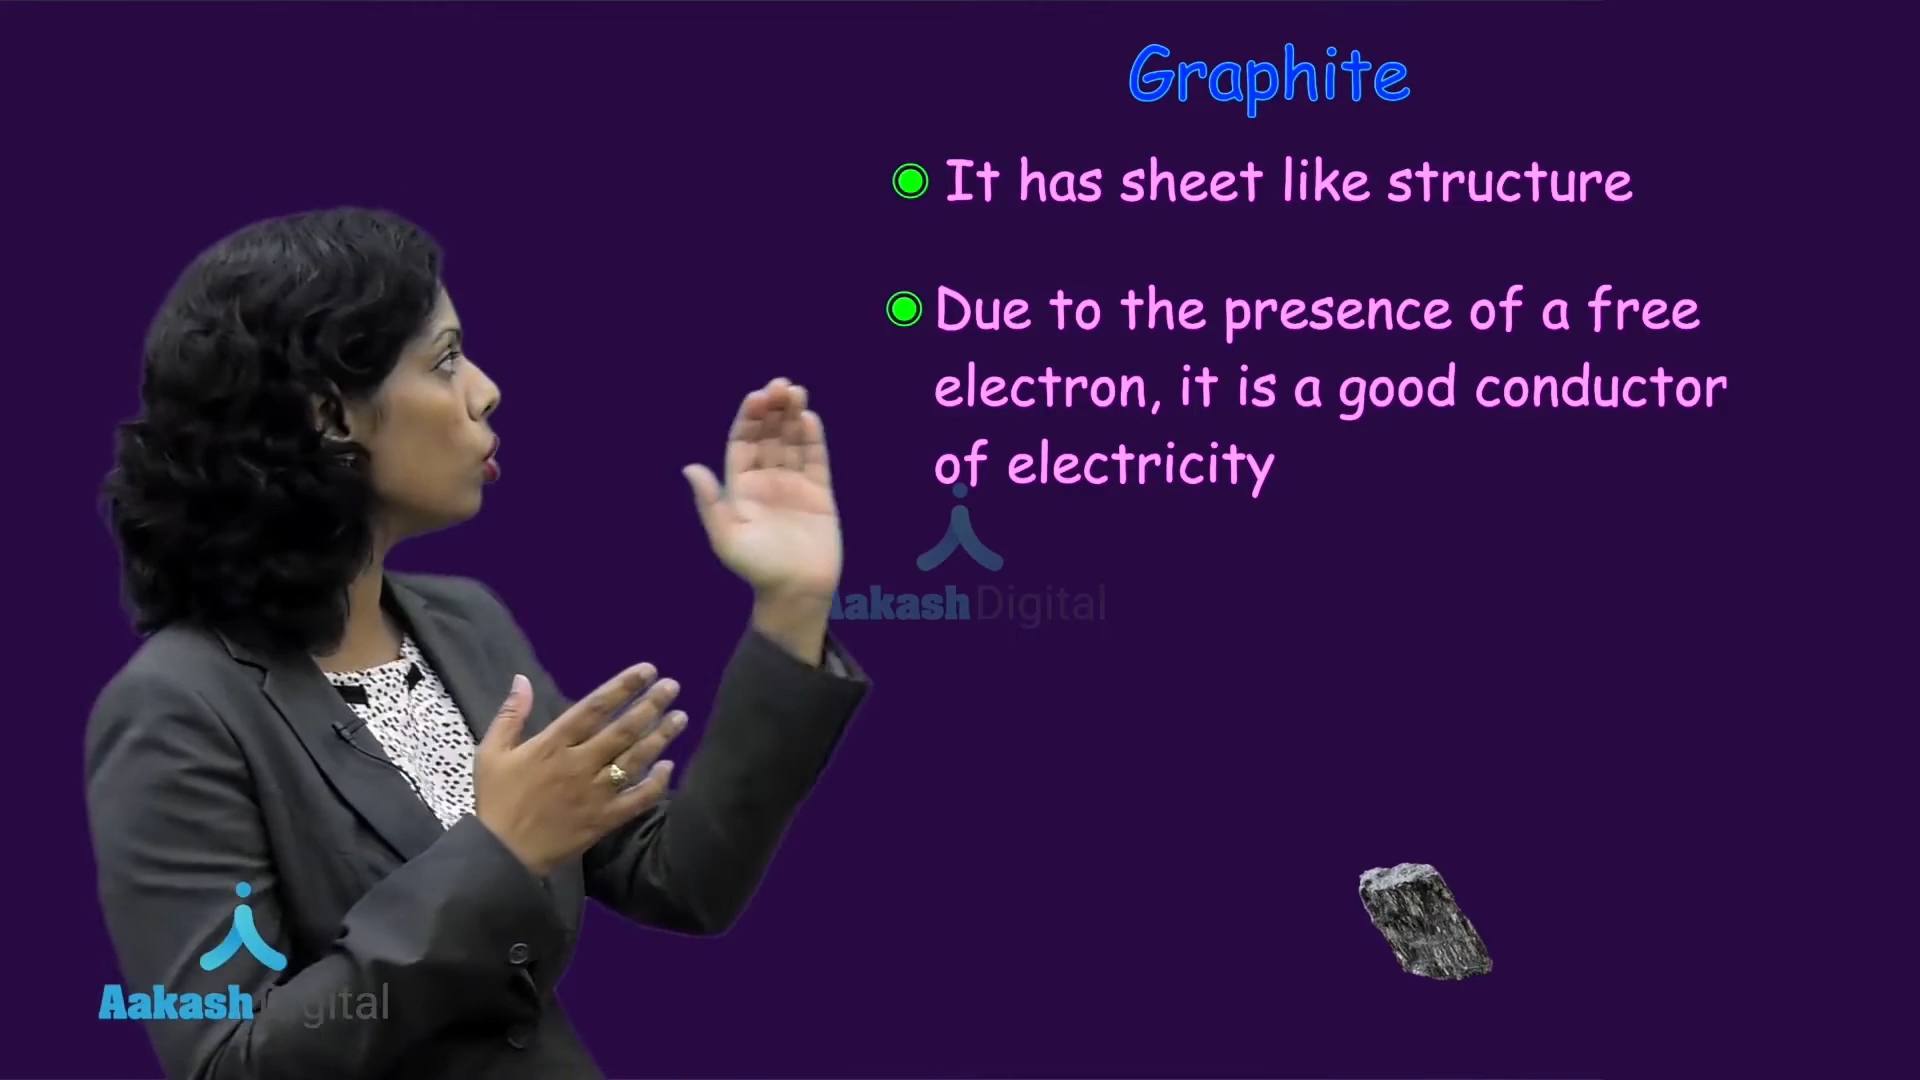 Graphite
It has sheet like structure
Due to the presence of a free
electron, it is a good conductor
of electricity
Aakash Digital
Aakash Digital